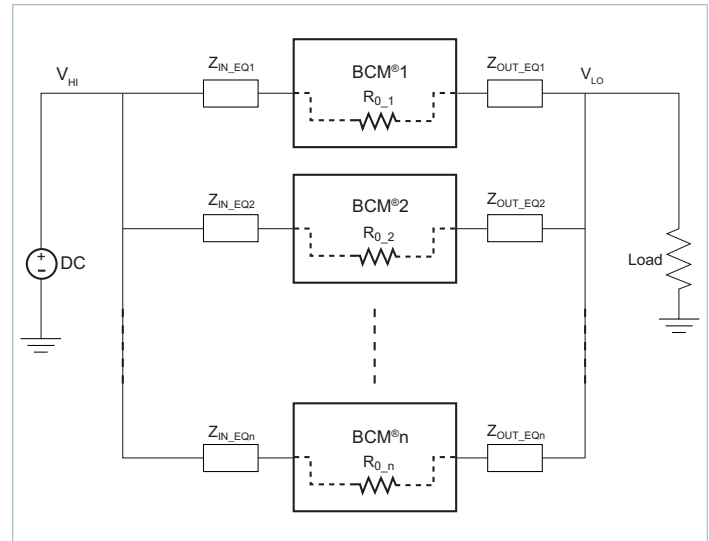 V_HI
Z_IN_EQ1
BCM®1
R_0_1
Z_OUT_EQ1
V_LO
Z_IN_EQ2
BCM®2
R_0_2
Z_OUT_EQ2
+
-
DC
Load
Z_IN_EQn
BCM®n
R_0_n
Z_OUT_EQn